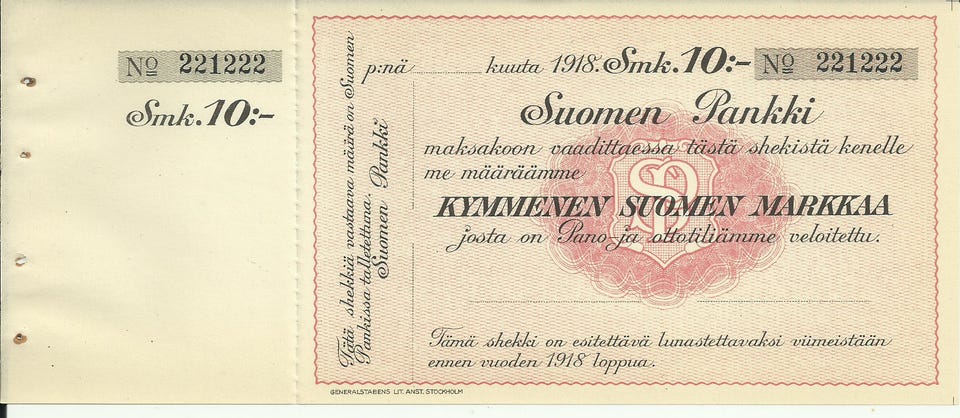 Nº 221222
Smk. 10:-
Tätä shekkiä vastaava määrä on Suomen
Pankissa talletettuna.
Suomen Pankki
p:nä kuuta 1918. Smk. 10:- Nº 221222
Suomen Pankki
maksakoon vaadittaessa tästä shekistä kenelle
me määräämme
KYMMENEN SUOMEN MARKKAA
josta on Pano- ja ottotiliämme veloitettu.
Tämä shekki on esitettävä lunastettavaksi viimeistään
ennen vuoden 1918 loppua.
GENERALSTABENS LIT. ANST. STOCKHOLM
SP